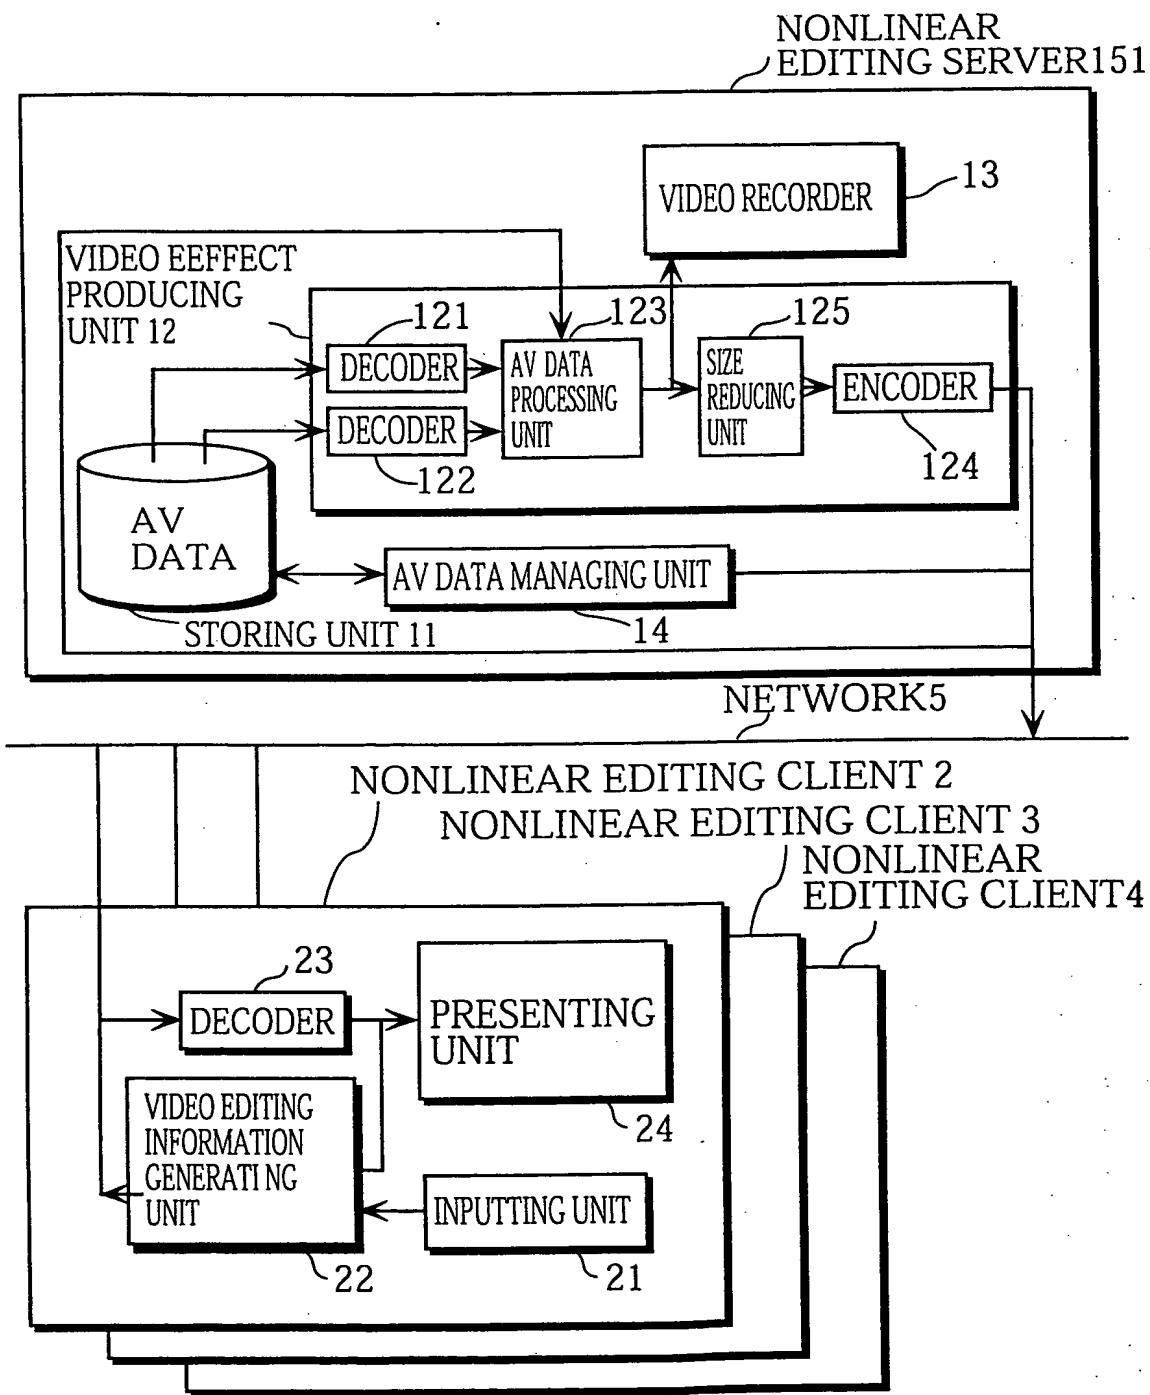 NONLINEAR
EDITING SERVER151
VIDEO RECORDER
13
VIDEO EEFFECT
PRODUCING
UNIT 12
121
123
125
DECODER
AV DATA
PROCESSING
UNIT
SIZE
REDUCING
UNIT
ENCODER
DECODER
122
124
AV
DATA
AV DATA MANAGING UNIT
STORING UNIT 11
14
NETWORK5
NONLINEAR EDITING CLIENT 2
NONLINEAR EDITING CLIENT 3
NONLINEAR
EDITING CLIENT4
23
DECODER
PRESENTING
UNIT
VIDEO EDITING
INFORMATION
GENERATING
UNIT
24
INPUTTING UNIT
22
21